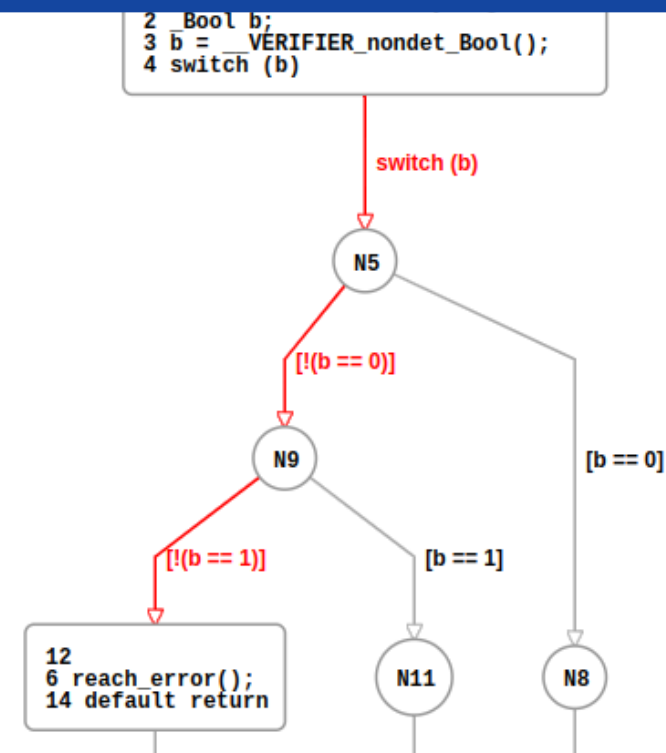 2 _Bool b;
3 b = __VERIFIER_nondet_Bool();
4 switch (b)
switch (b)
N5
[!(b == 0)]
N9
[b == 0]
[!(b == 1)]
[b == 1]
12
6 reach_error();
14 default return
N11
N8